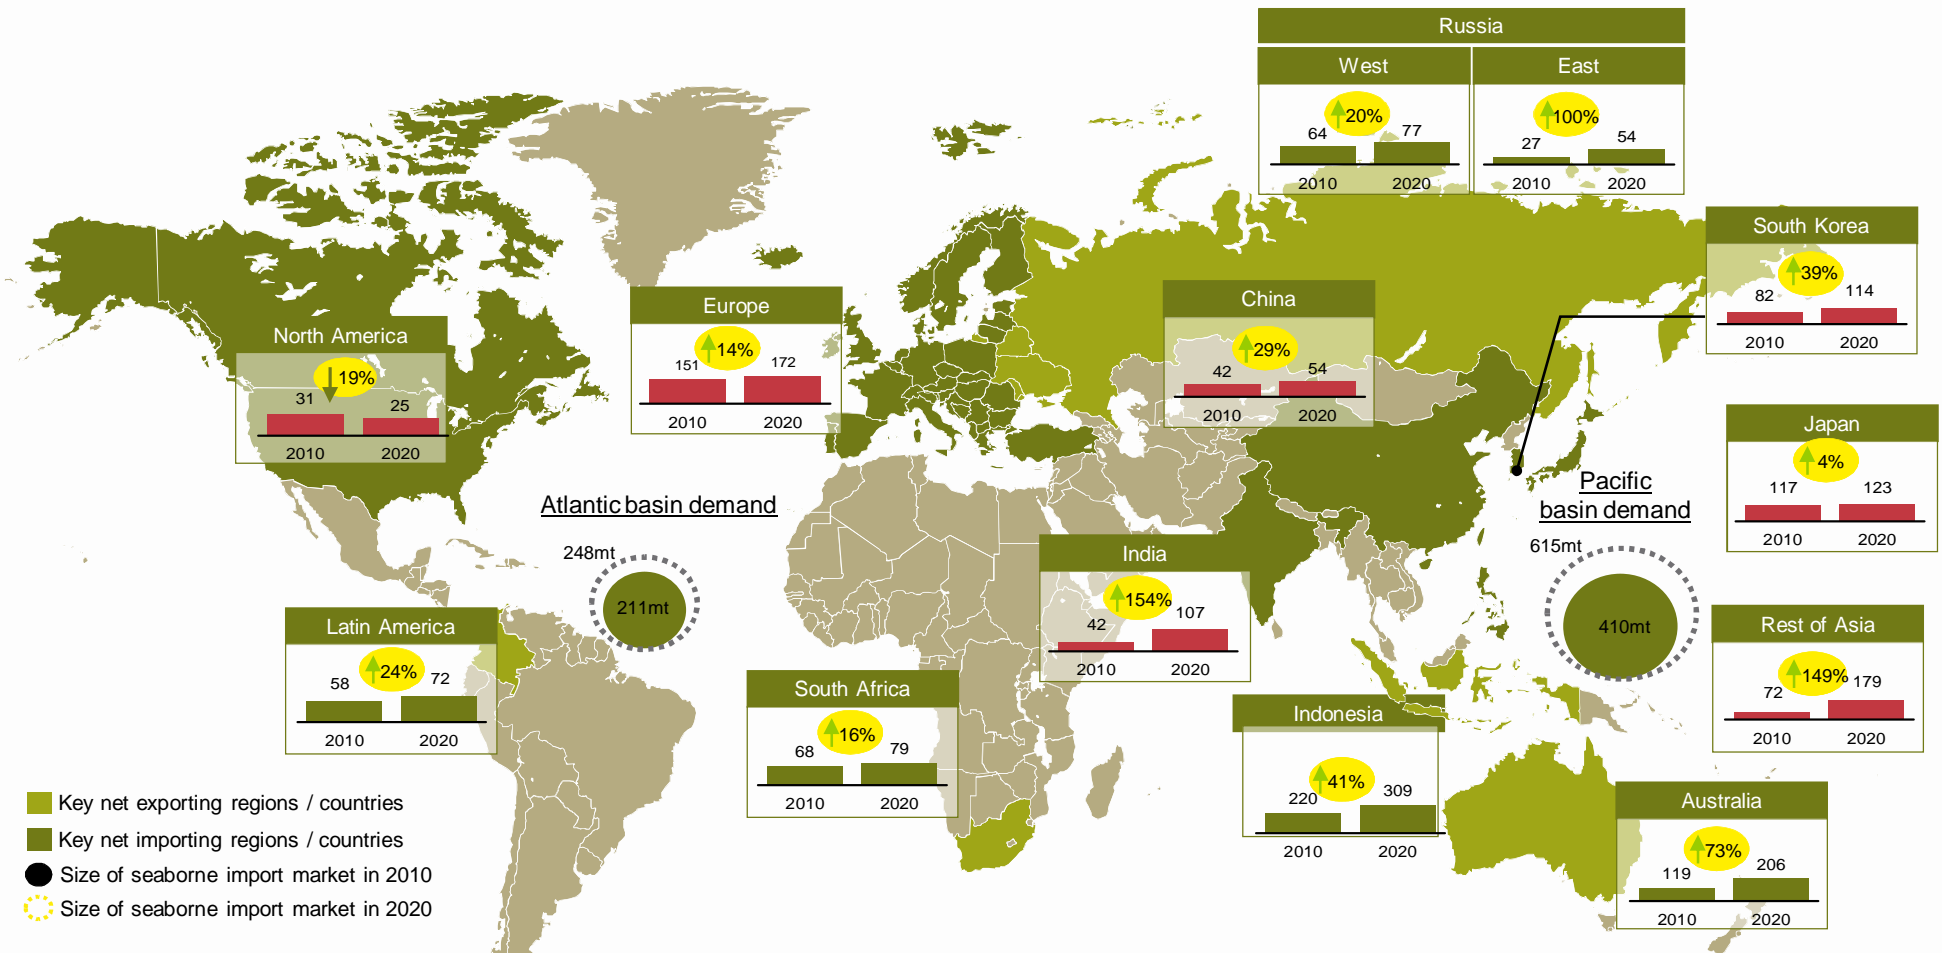 Russia
West
East
20%
64
77
2010
2020
100%
27
54
2010
2020
South Korea
39%
82
114
2010
2020
China
29%
42
54
2010
2020
Europe
14%
151
172
2010
2020
North America
19%
31
25
2010
2020
Japan
4%
117
123
2010
2020
Atlantic basin demand
248mt
211mt
Pacific
basin demand
615mt
410mt
India
154%
42
107
2010
2020
Latin America
24%
58
72
2010
2020
Rest of Asia
149%
72
179
2010
2020
South Africa
16%
68
79
2010
2020
Indonesia
41%
220
309
2010
2020
Australia
73%
119
206
2010
2020
Key net exporting regions / countries
Key net importing regions / countries
Size of seaborne import market in 2010
Size of seaborne import market in 2020